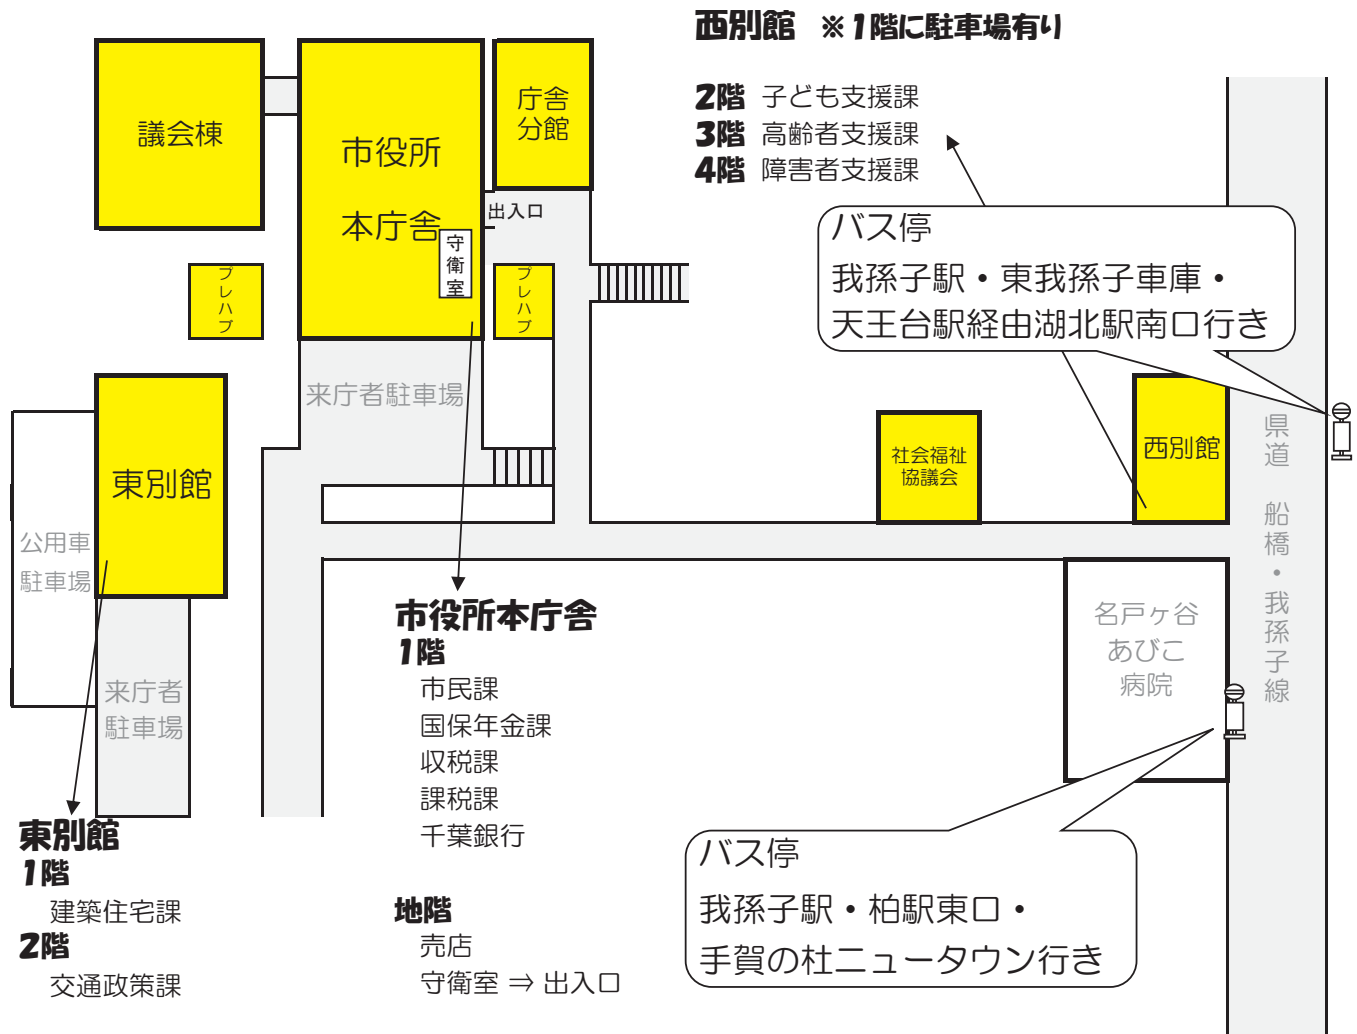 西別館 ※1階に駐車場有り
2階 子ども支援課
3階 高齢者支援課
4階 障害者支援課
議会棟
市役所
本庁舎
庁舎
分館
出入口
守衛室
プレハブ
プレハブ
バス停
我孫子駅・東我孫子車庫・
天王台駅経由湖北駅南口行き
来庁者駐車場
東別館
公用車
駐車場
来庁者
駐車場
社会福祉
協議会
西別館
県道 船橋・我孫子線
名戸ヶ谷
あびこ
病院
市役所本庁舎
1階
市民課
国保年金課
収税課
課税課
千葉銀行
地階
売店
守衛室 ⇒ 出入口
東別館
1階
建築住宅課
2階
交通政策課
バス停
我孫子駅・柏駅東口・
手賀の杜ニュータウン行き